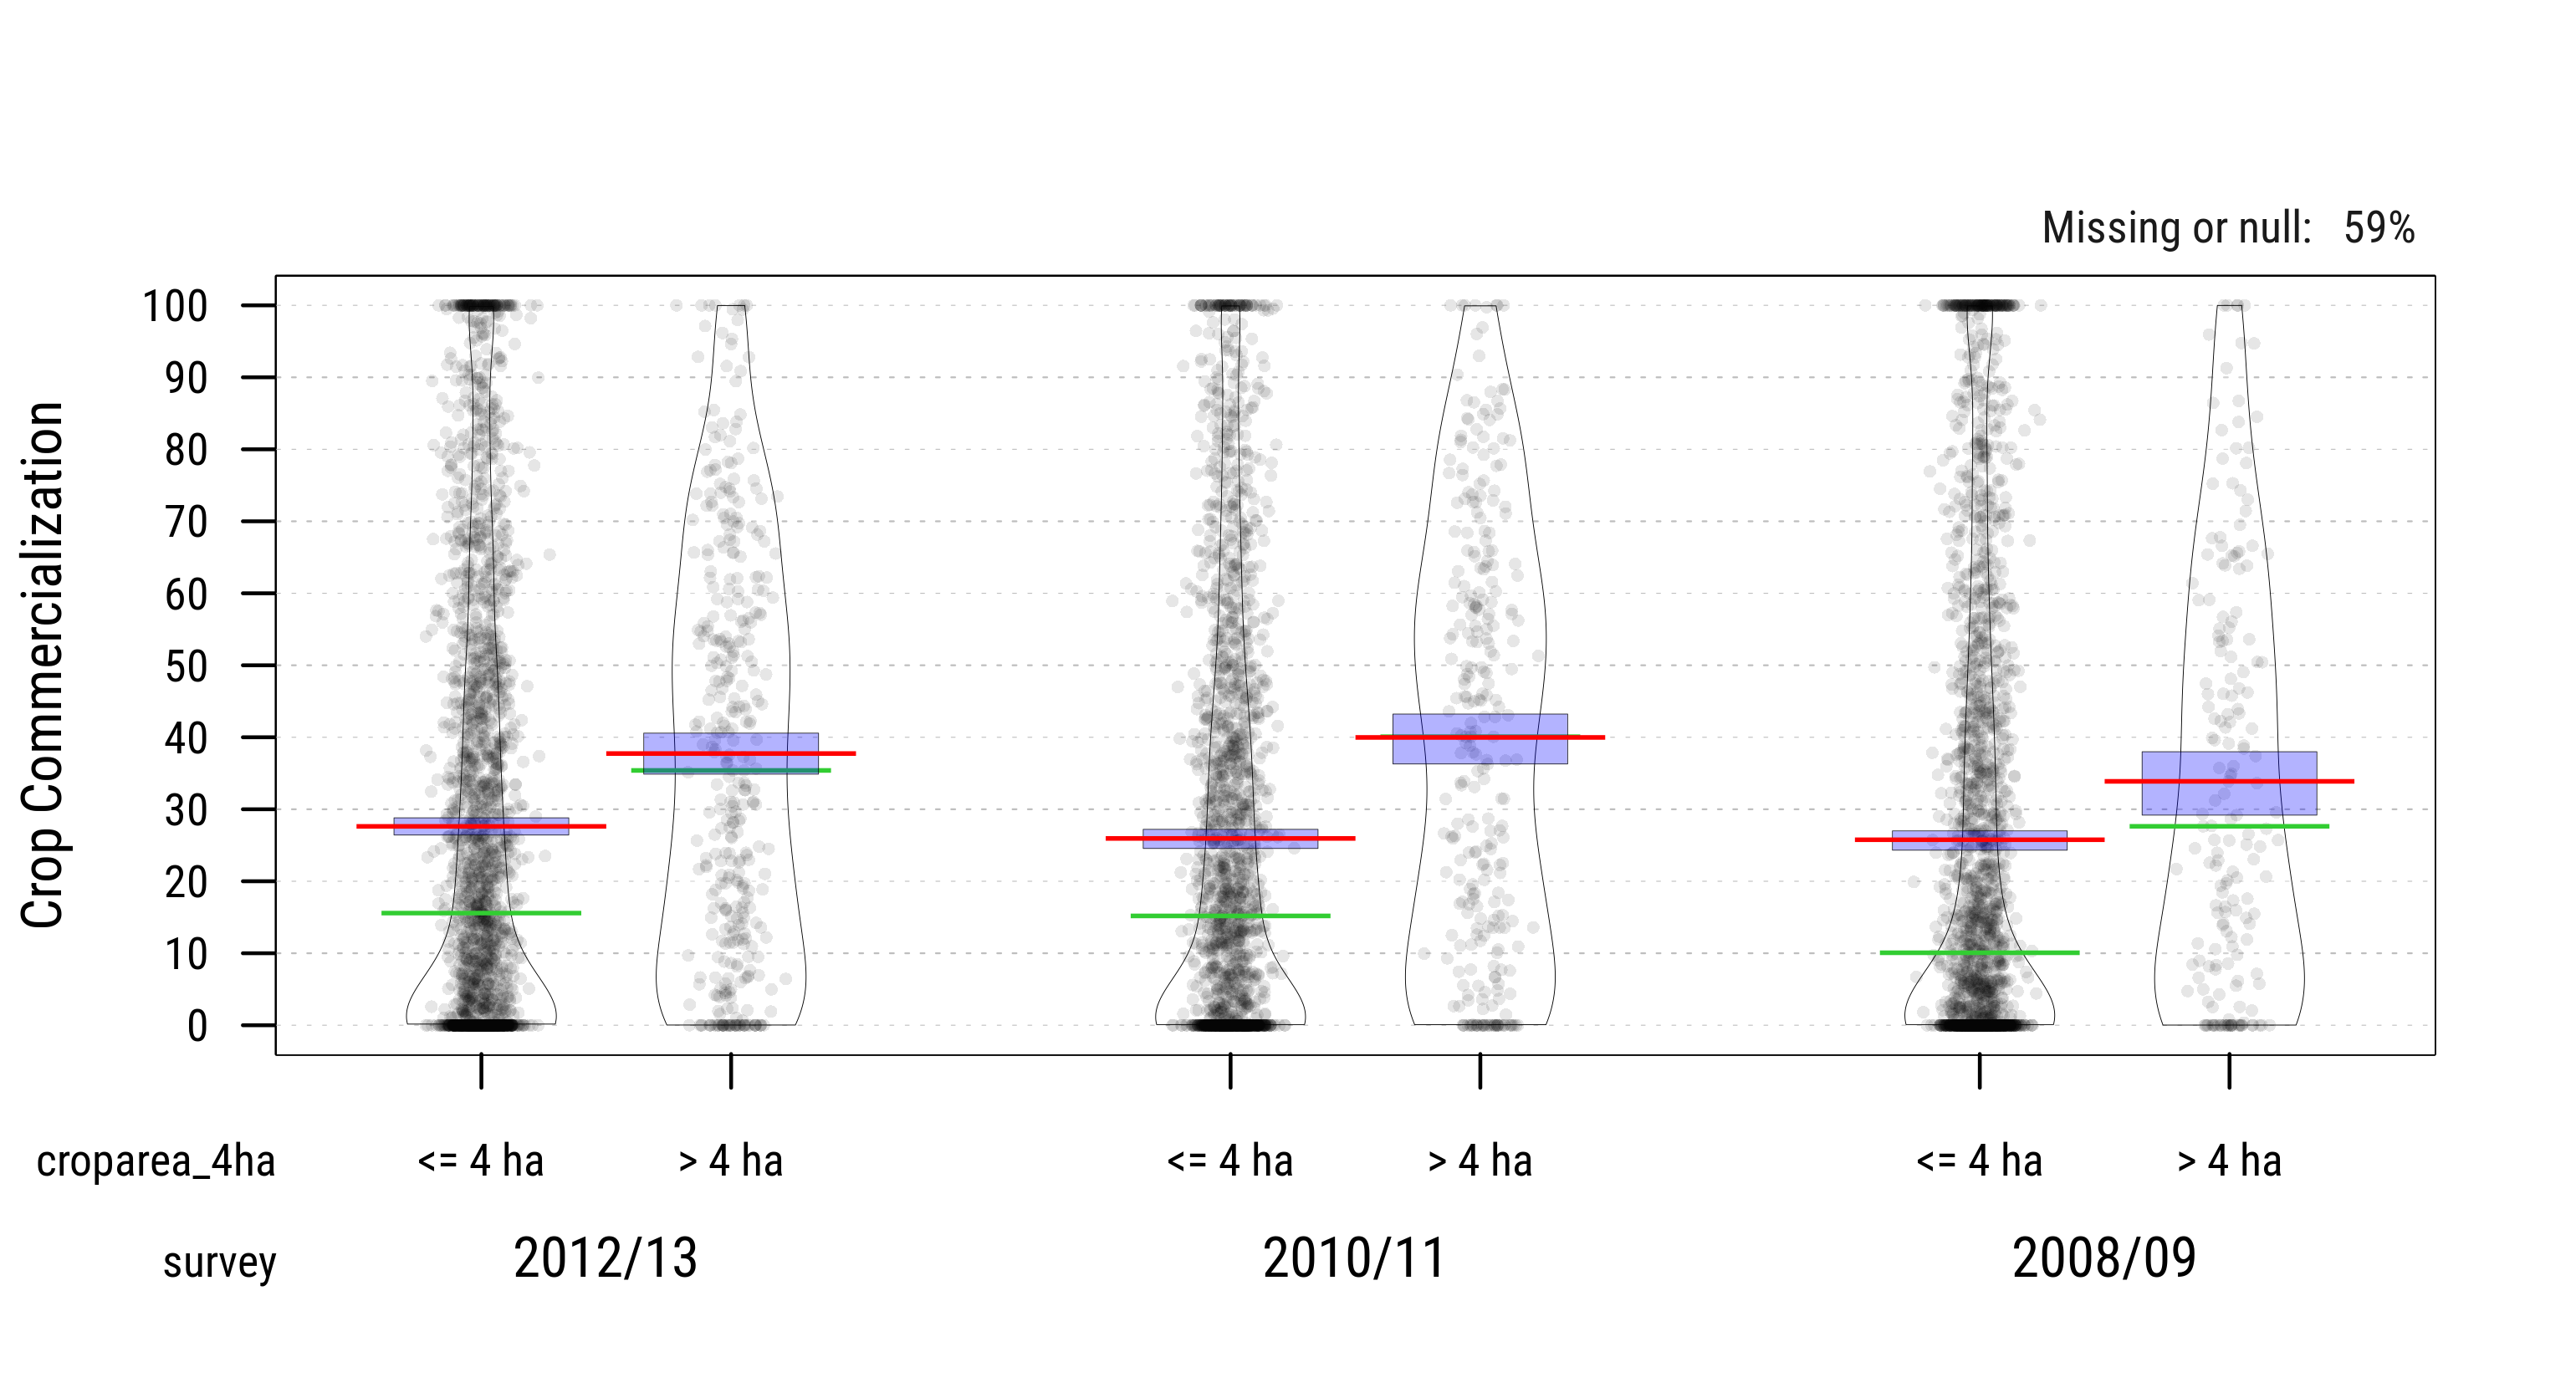 Missing or null: 59%
Crop Commercialization
100
90
80
70
60
50
40
30
20
10
0
croparea_4ha <= 4 ha > 4 ha <= 4 ha > 4 ha <= 4 ha > 4 ha
survey 2012/13 2010/11 2008/09